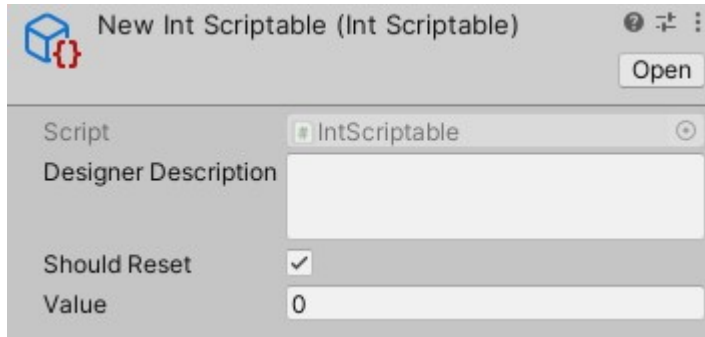 New Int Scriptable (Int Scriptable)
Open
Script
# IntScriptable
Designer Description
Should Reset
Value
0